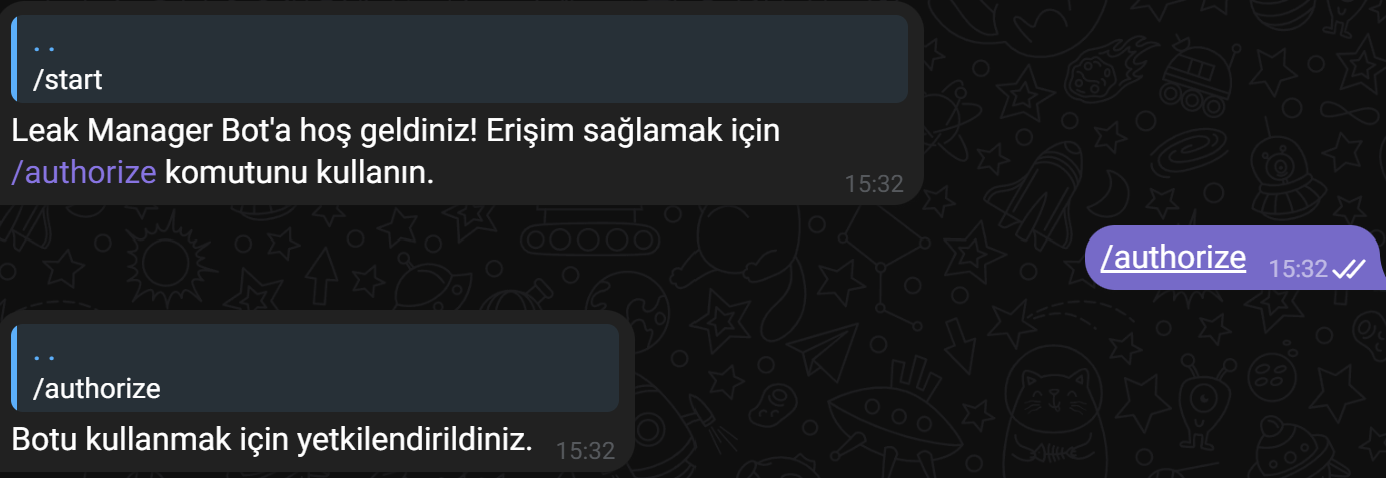 . .
/start
Leak Manager Bot'a hoş geldiniz! Erişim sağlamak için
/authorize komutunu kullanın.
15:32
/authorize 15:32
. .
/authorize
Botu kullanmak için yetkilendirildiniz. 15:32